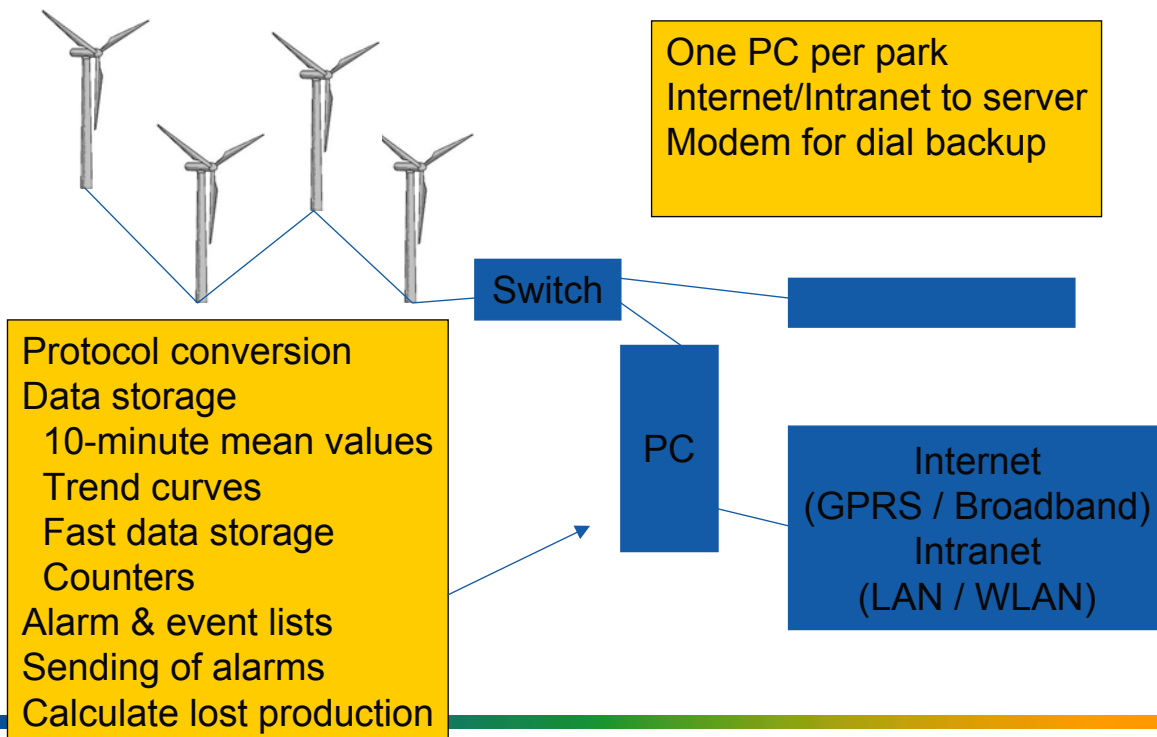 One PC per park
Internet/Intranet to server
Modem for dial backup
Switch
Protocol conversion
Data storage
10-minute mean values
Trend curves
Fast data storage
Counters
Alarm & event lists
Sending of alarms
Calculate lost production
PC
Internet
(GPRS / Broadband)
Intranet
(LAN / WLAN)